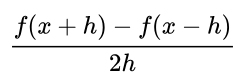 f(x + h) − f(x − h)
2h